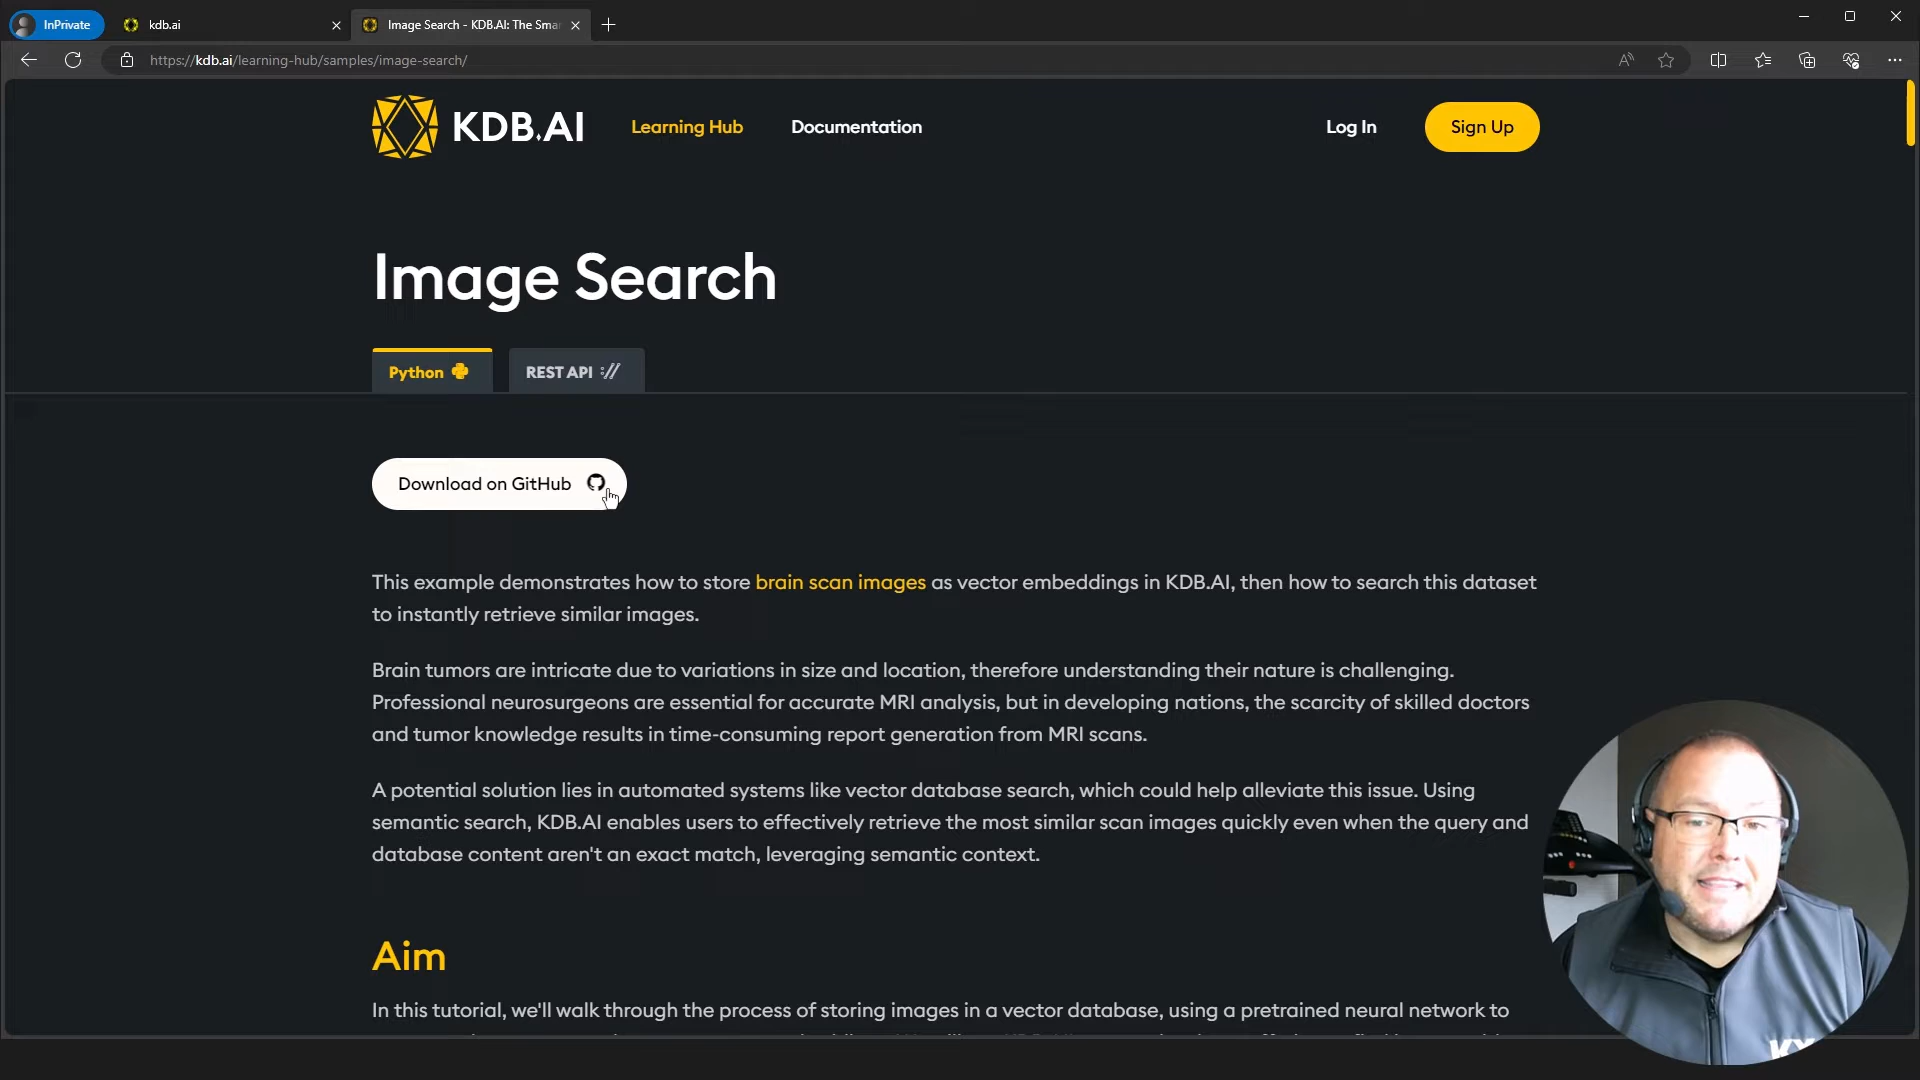 InPrivate
kdb.ai
Image Search - KDB.AI: The Sma
https://kdb.ai/learning-hub/samples/image-search/
KDB.AI
Learning Hub
Documentation
Log In
Sign Up
Image Search
Python
REST API
Download on GitHub
This example demonstrates how to store brain scan images as vector embeddings in KDB.AI, then how to search this dataset
to instantly retrieve similar images.
Brain tumors are intricate due to variations in size and location, therefore understanding their nature is challenging.
Professional neurosurgeons are essential for accurate MRI analysis, but in developing nations, the scarcity of skilled doctors
and tumor knowledge results in time-consuming report generation from MRI scans.
A potential solution lies in automated systems like vector database search, which could help alleviate this issue. Using
semantic search, KDB.AI enables users to effectively retrieve the most similar scan images quickly even when the query and
database content aren't an exact match, leveraging semantic context.
Aim
In this tutorial, we'll walk through the process of storing images in a vector database, using a pretrained neural network to
KX